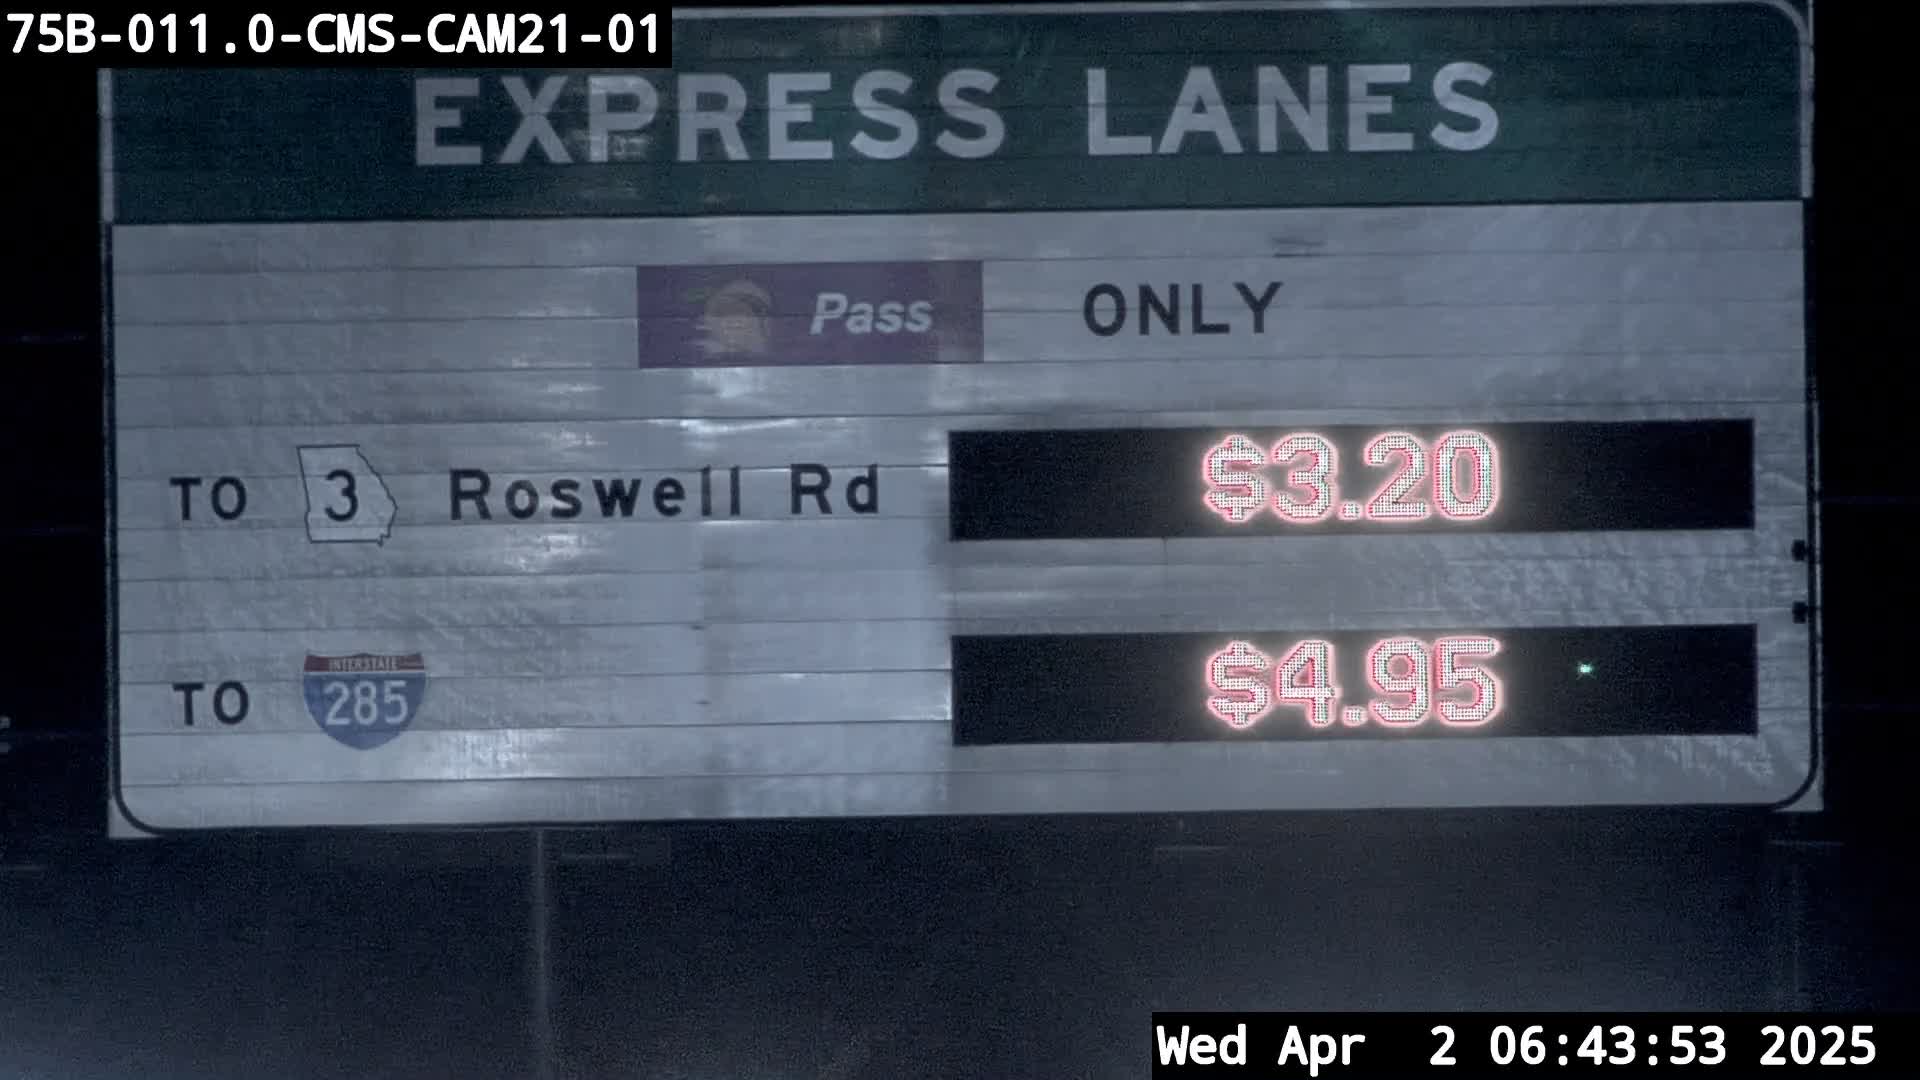 75B-011.0-CMS-CAM21-01
EXPRESS LANES
Pass ONLY
TO 3 Roswell Rd $3.20
INTERSTATE
TO 285 $4.95
Wed Apr 2 06:43:53 2025